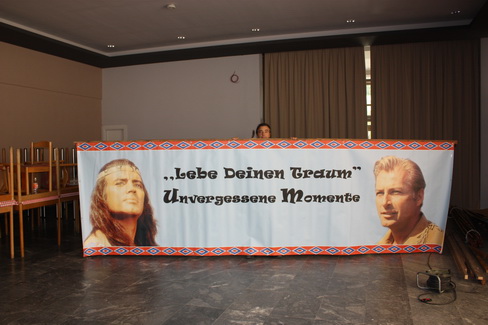 ,,Lebe Deinen Traum"
Unvergessene Momente